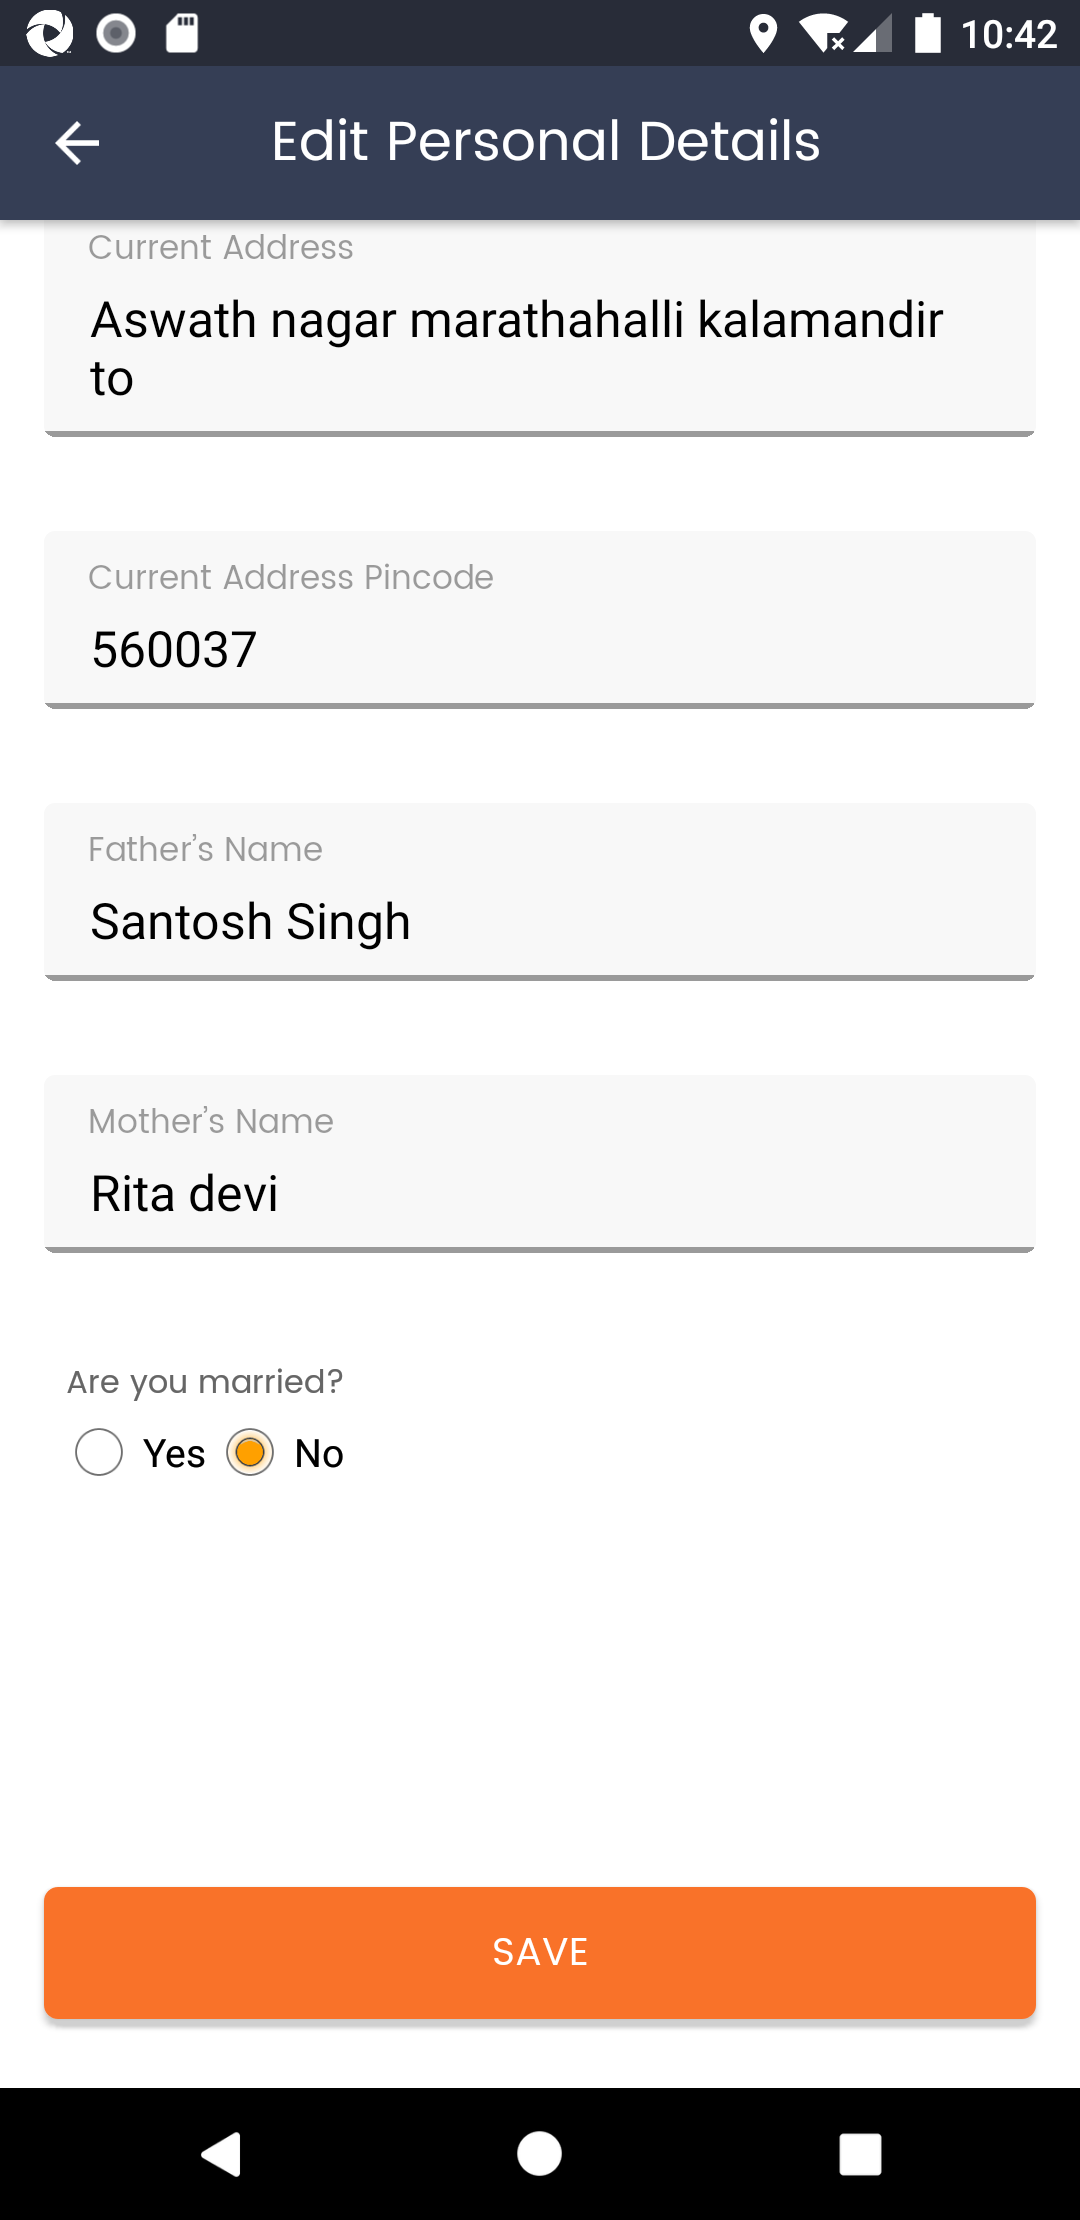 10:42
Edit Personal Details
Current Address
Aswath nagar marathahalli kalamandir
to
Current Address Pincode
560037
Father's Name
Santosh Singh
Mother's Name
Rita devi
Are you married?
Yes No
SAVE